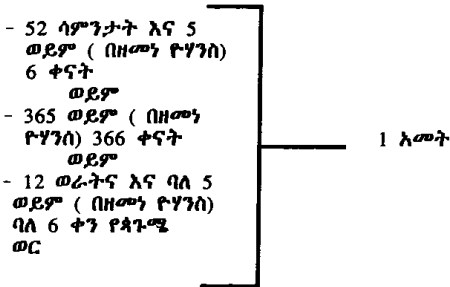 - 52 ሳምንታት እና 5
ወይም ( በዘመነ ዮሃንስ)
6 ቀናት
ወይም
- 365 ወይም ( በዘመነ
ዮሃንስ) 366 ቀናት
ወይም
1 አመት
- 12 ወራትና እና ባለ 5
ወይም ( በዘመነ ዮሃንስ)
ባለ 6 ቀን የጳጉሜ
ወር